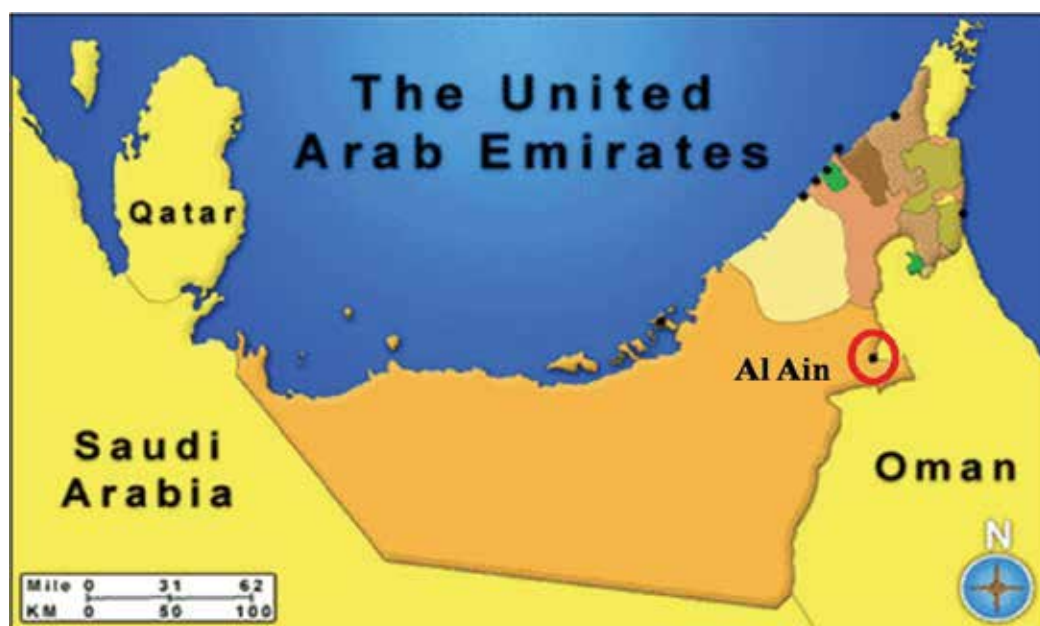 The United
Arab Emirates
Qatar
Al Ain
Saudi
Arabia
Oman
N
Mile 0 31 62
KM 0 50 100